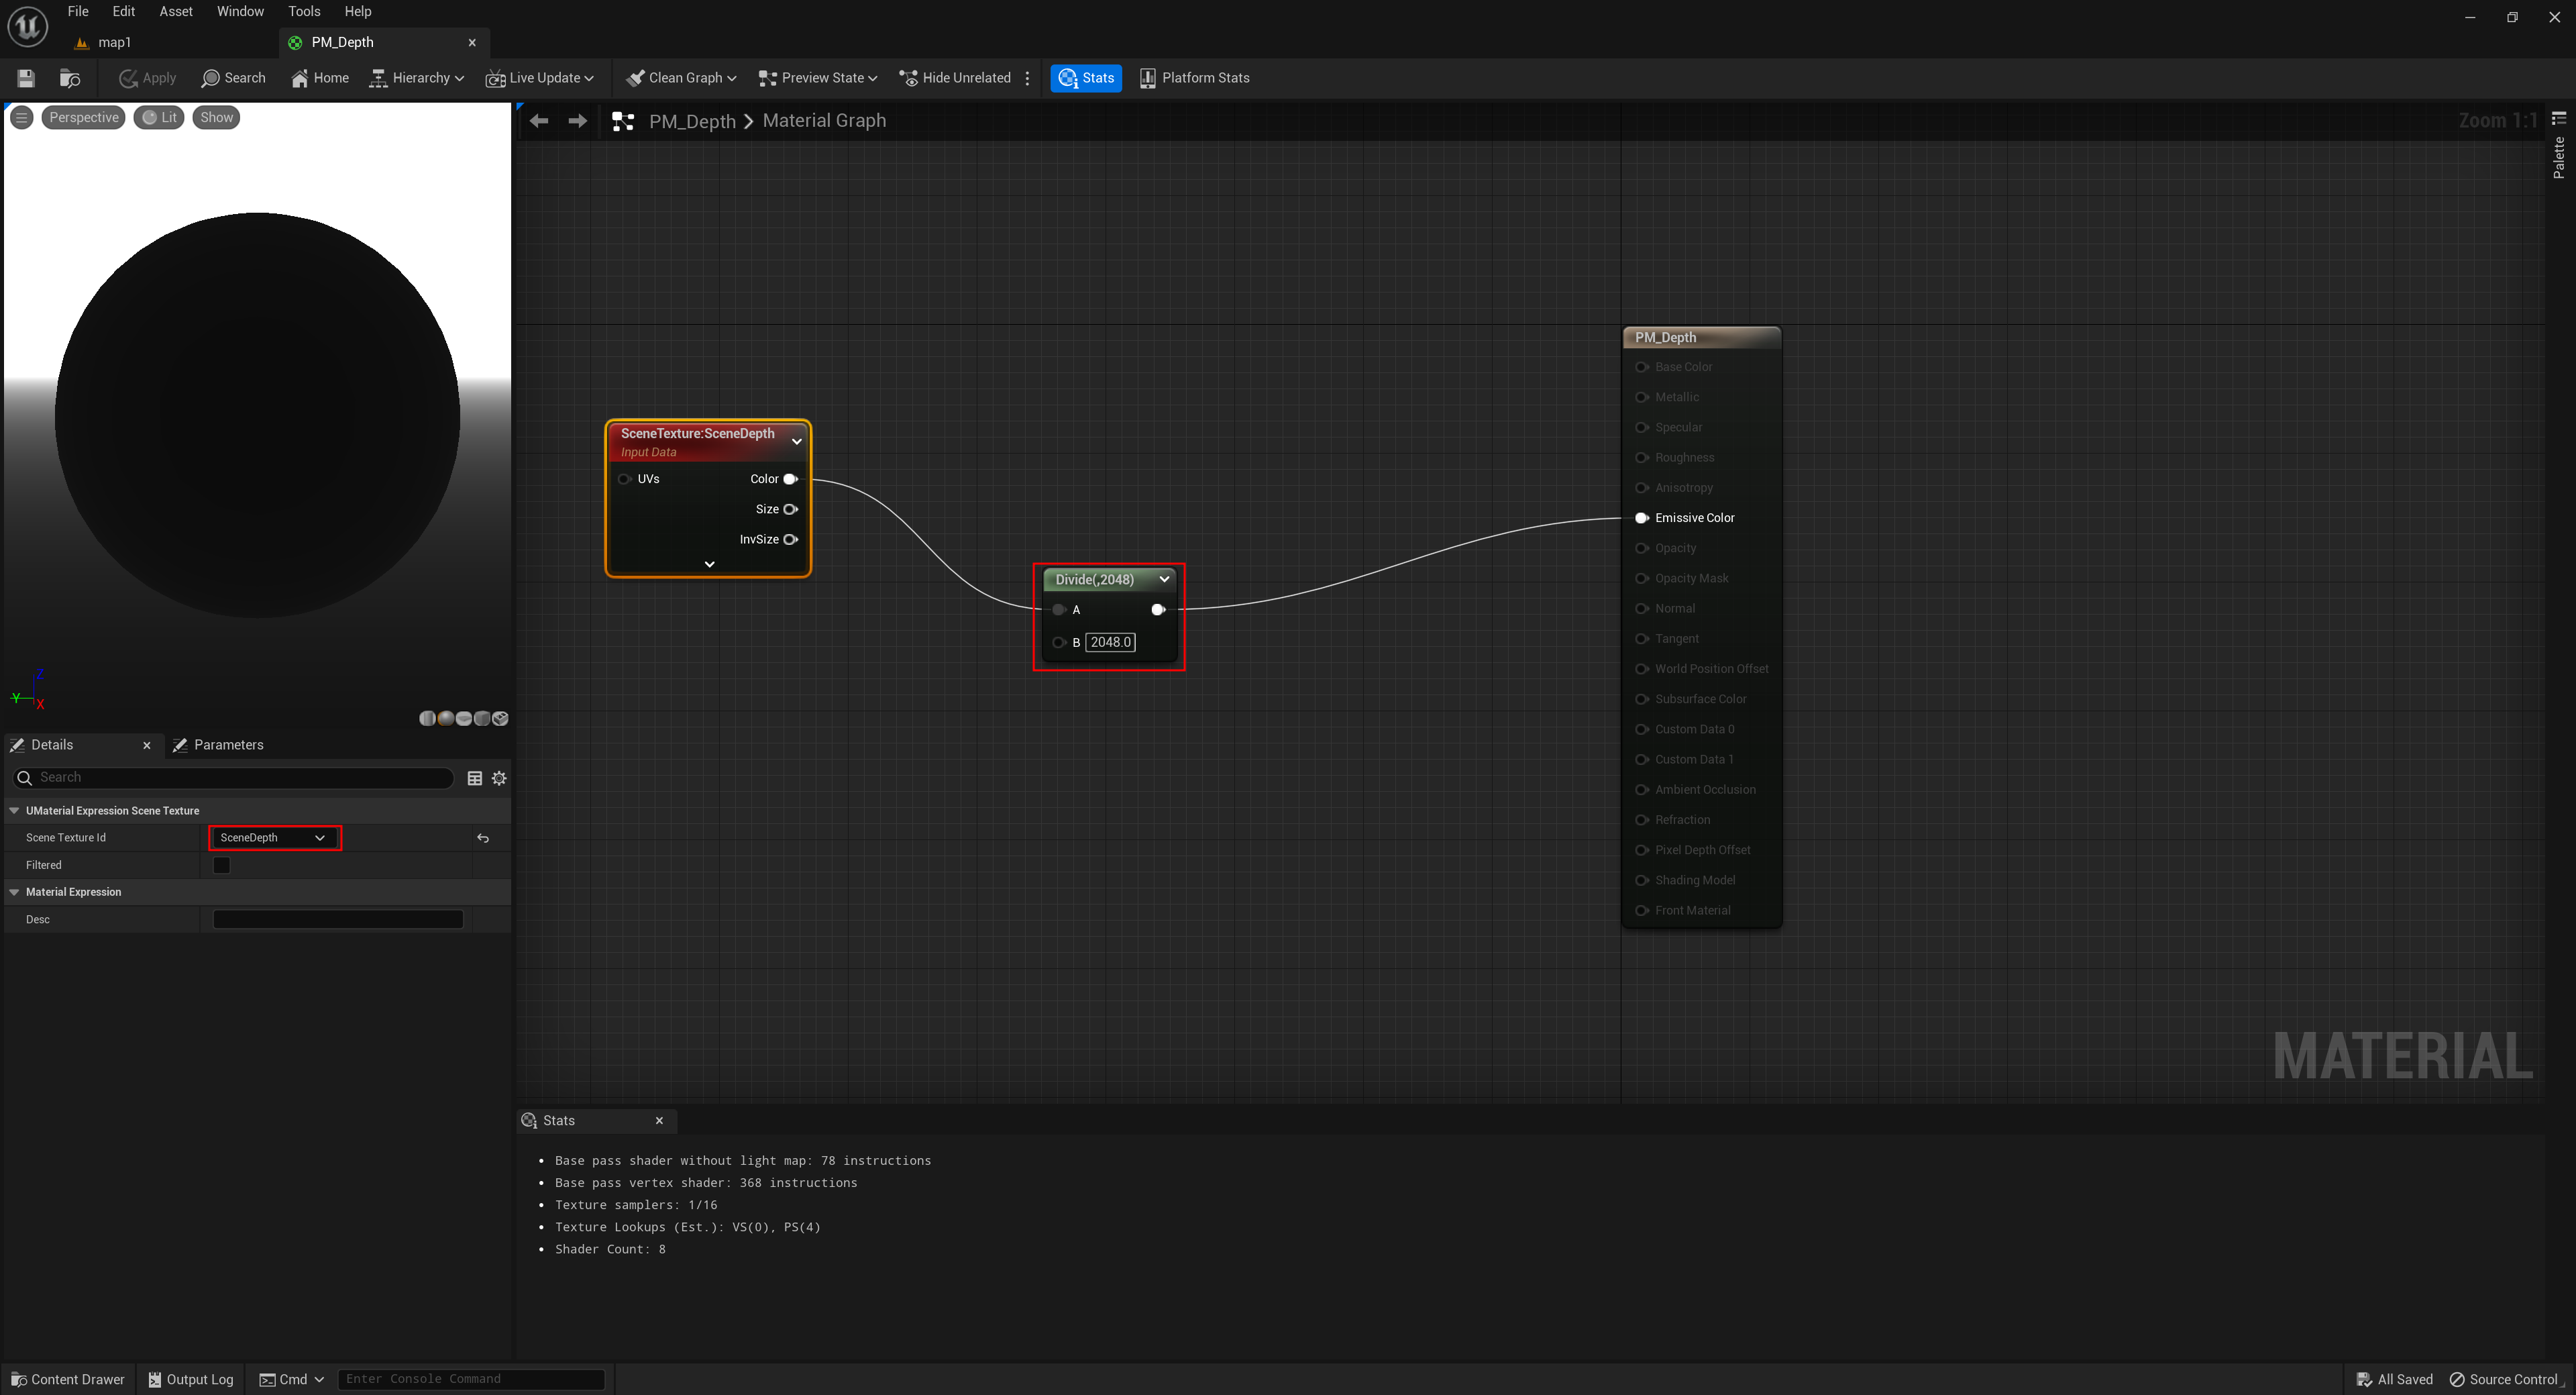 File Edit Asset Window Tools Help
map1
PM_Depth
Apply Search Home Hierarchy Live Update Clean Graph Preview State Hide Unrelated Stats Platform Stats
Perspective Lit Show
PM_Depth Material Graph
Zoom 1:1
Palette
SceneTexture:SceneDepth
Input Data
UVs Color
Size
InvSize
Divide(,2048)
A
B 2048.0
PM_Depth
Base Color
Metallic
Specular
Roughness
Anisotropy
Emissive Color
Opacity
Opacity Mask
Normal
Tangent
World Position Offset
Subsurface Color
Custom Data 0
Custom Data 1
Ambient Occlusion
Refraction
Pixel Depth Offset
Shading Model
Front Material
MATERIAL
Z
Y
X
Details Parameters
Search
UMaterial Expression Scene Texture
Scene Texture Id SceneDepth
Filtered
Material Expression
Desc
Stats
• Base pass shader without light map: 78 instructions
• Base pass vertex shader: 368 instructions
• Texture samplers: 1/16
• Texture Lookups (Est.): VS(0), PS(4)
• Shader Count: 8
Content Drawer Output Log Cmd Enter Console Command All Saved Source Control